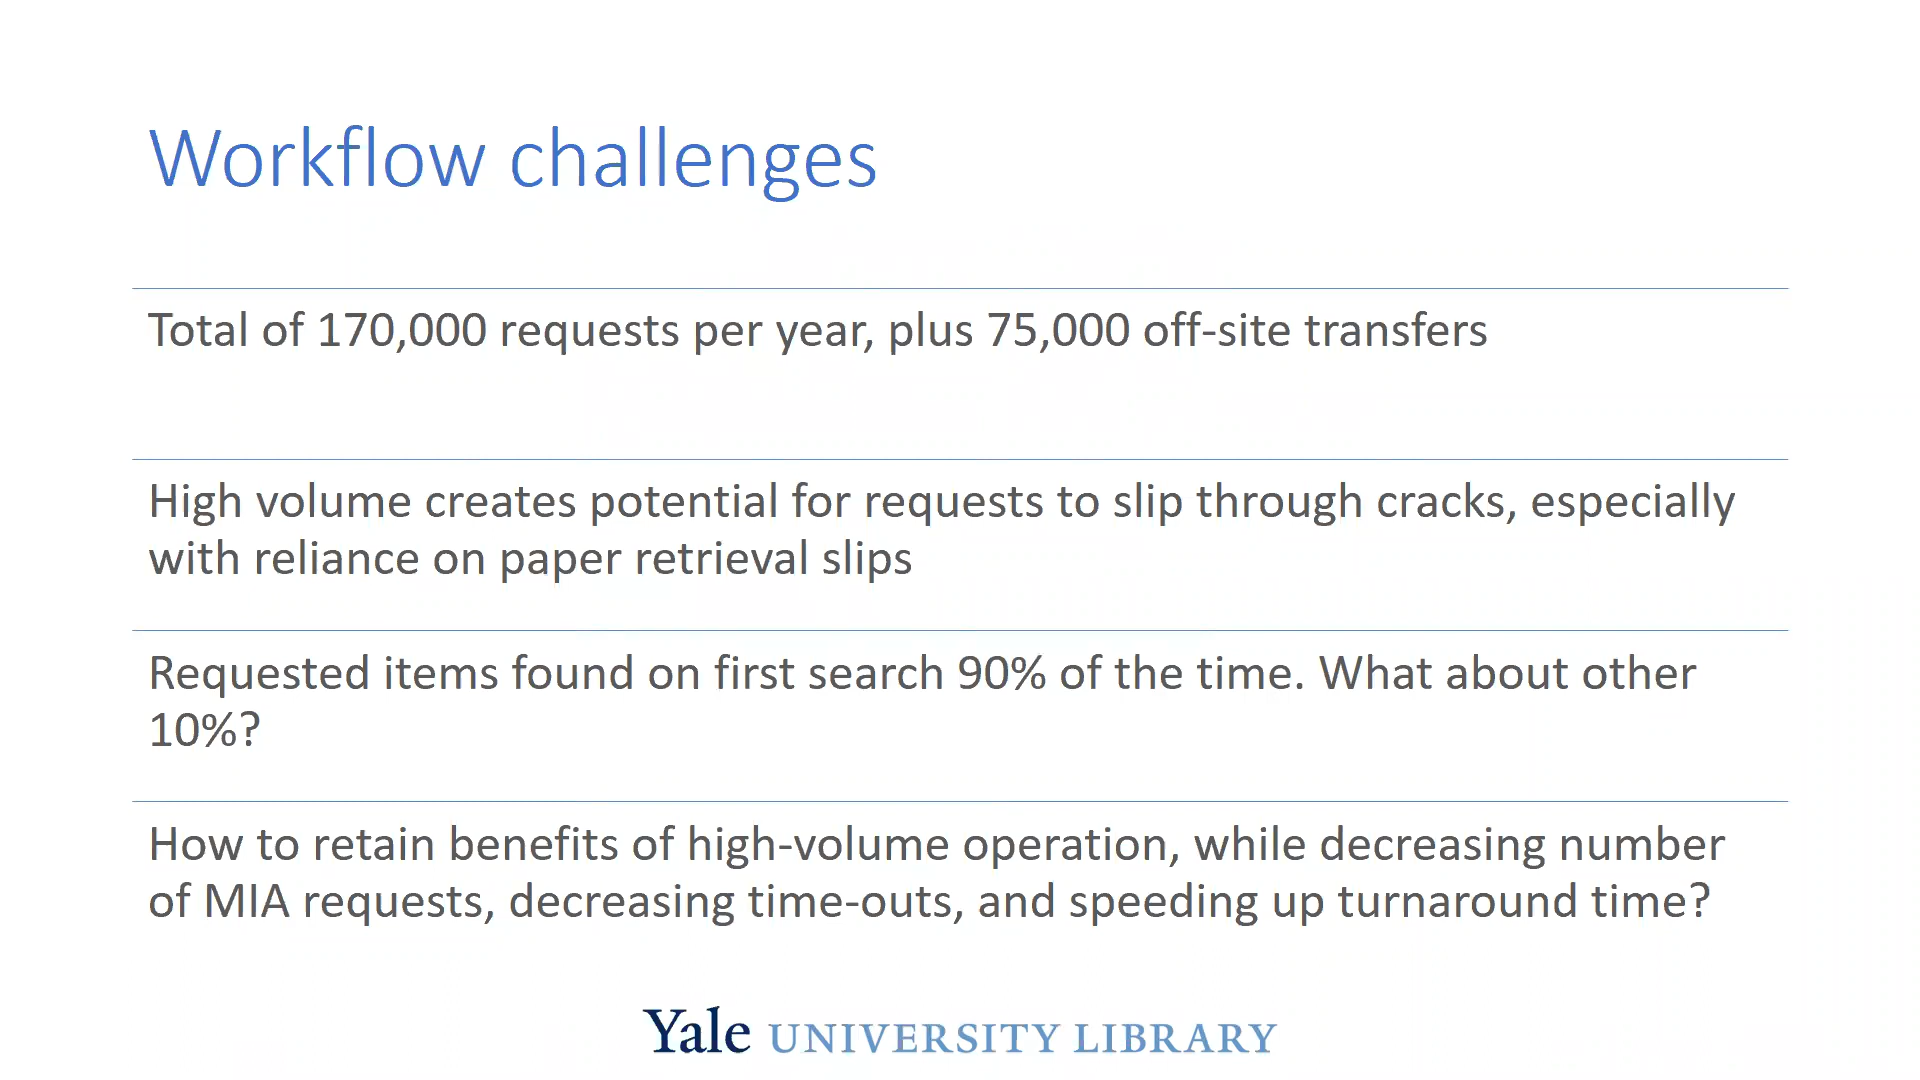 Workflow challenges
Total of 170,000 requests per year, plus 75,000 off-site transfers
High volume creates potential for requests to slip through cracks, especially
with reliance on paper retrieval slips
Requested items found on first search 90% of the time. What about other
10%?
How to retain benefits of high-volume operation, while decreasing number
of MIA requests, decreasing time-outs, and speeding up turnaround time?
Yale UNIVERSITY LIBRARY